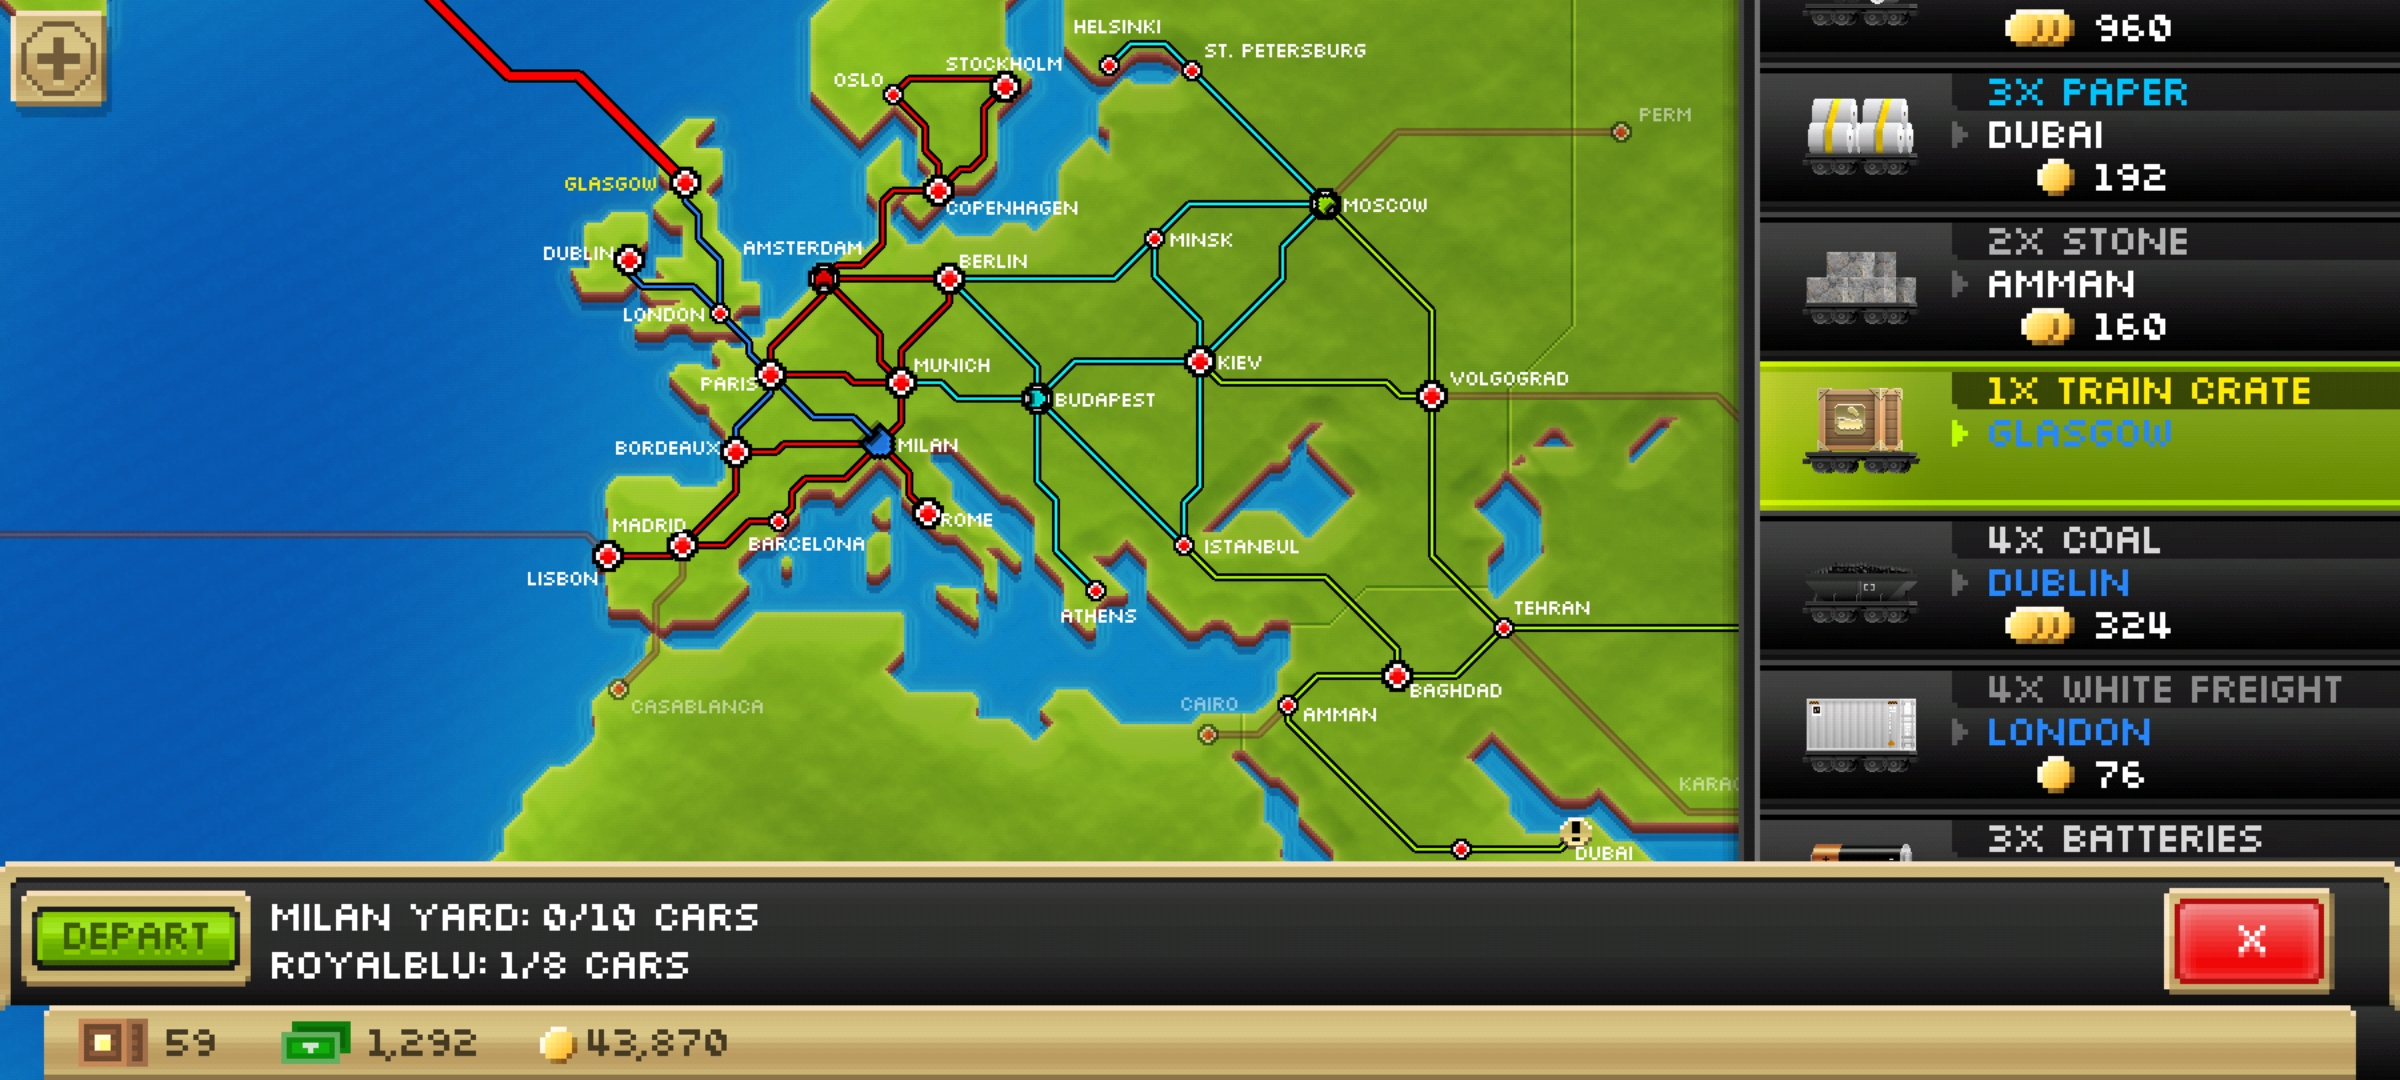 HELSINKI
ST. PETERSBURG
STOCKHOLM
OSLO
PERM
GLASGOW
COPENHAGEN
MOSCOW
DUBLIN
AMSTERDAM
BERLIN
MINSK
LONDON
PARIS
MUNICH
KIEV
VOLGOGRAD
BUDAPEST
BORDEAUX
MILAN
MADRID
ROME
BARCELONA
ISTANBUL
LISBON
ATHENS
TEHRAN
CASABLANCA
CAIRO
AMMAN
BAGHDAD
DUBAI
960
3X PAPER
DUBAI
192
2X STONE
AMMAN
160
1X TRAIN CRATE
GLASGOW
4X COAL
DUBLIN
324
4X WHITE FREIGHT
LONDON
76
3X BATTERIES
DEPART
MILAN YARD: 0/10 CARS
ROYALBLU: 1/8 CARS
X
59
1,292
43,870